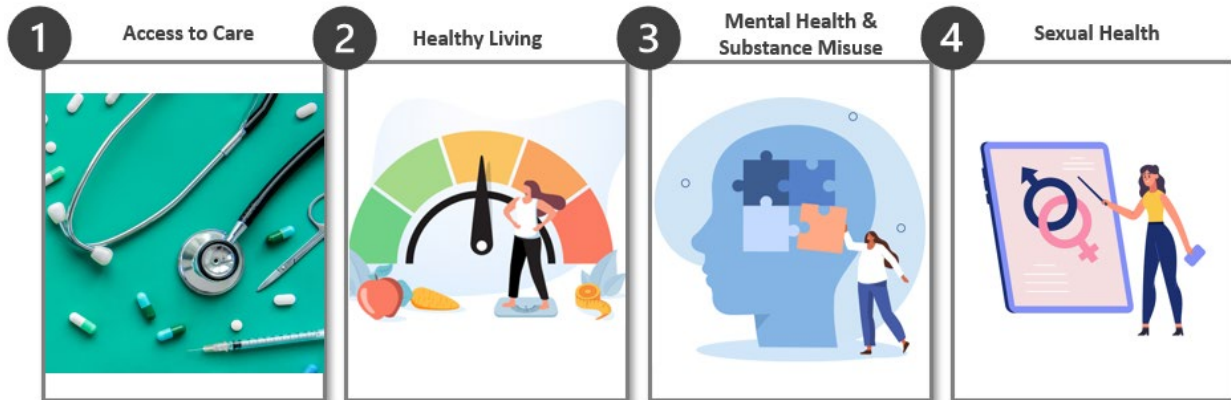 1
Access to Care
2
Healthy Living
3
Mental Health &
Substance Misuse
4
Sexual Health